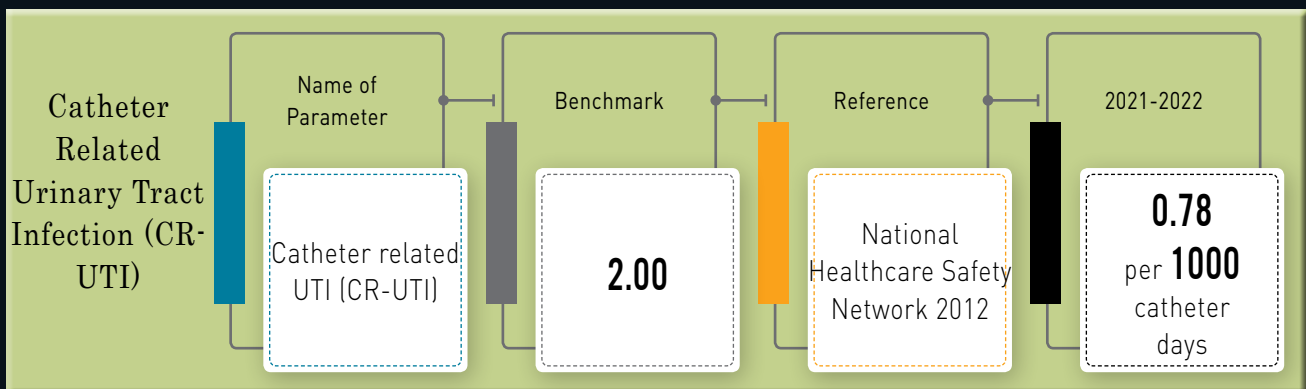 Catheter
Related
Urinary Tract
Infection (CR-
UTI)
Name of
Parameter
Catheter related
UTI (CR-UTI)
Benchmark
2.00
Reference
National
Healthcare Safety
Network 2012
2021-2022
0.78
per 1000
catheter
days